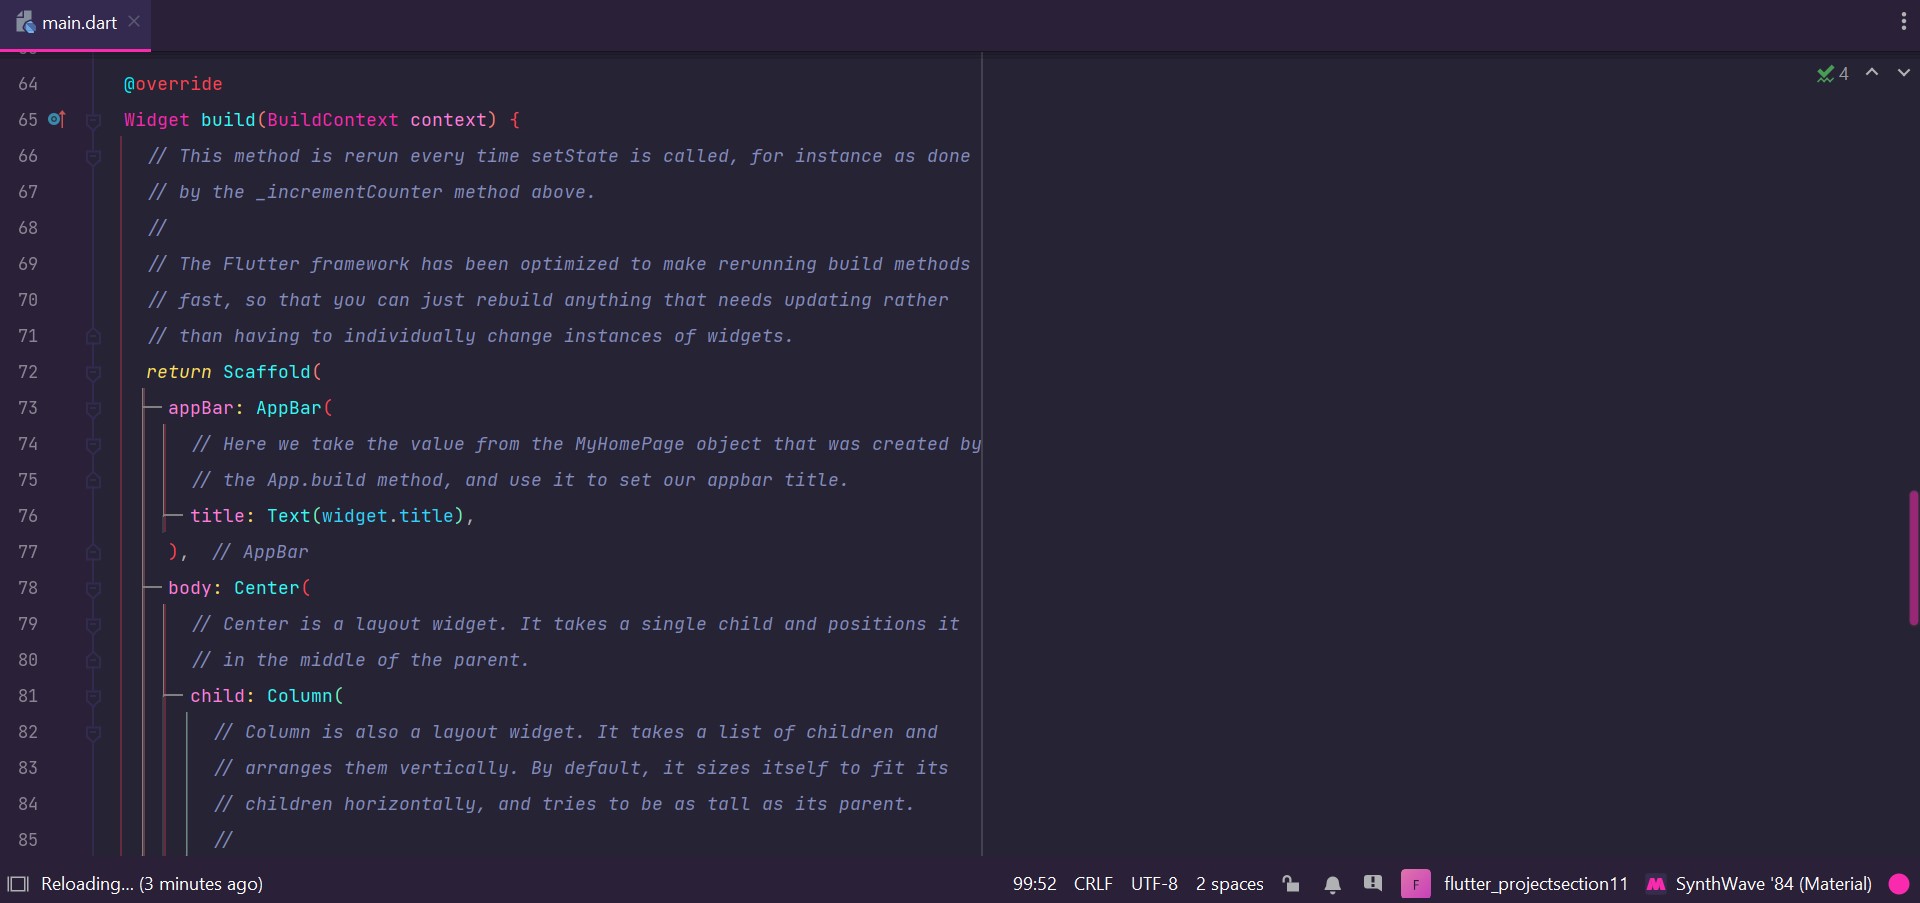 main.dart
4
64 @override
65 Widget build(BuildContext context) {
66 // This method is rerun every time setState is called, for instance as done
67 // by the _incrementCounter method above.
68 //
69 // The Flutter framework has been optimized to make rerunning build methods
70 // fast, so that you can just rebuild anything that needs updating rather
71 // than having to individually change instances of widgets.
72 return Scaffold(
73 appBar: AppBar(
74 // Here we take the value from the MyHomePage object that was created by
75 // the App.build method, and use it to set our appbar title.
76 title: Text(widget.title),
77 ), // AppBar
78 body: Center(
79 // Center is a layout widget. It takes a single child and positions it
80 // in the middle of the parent.
81 child: Column(
82 // Column is also a layout widget. It takes a list of children and
83 // arranges them vertically. By default, it sizes itself to fit its
84 // children horizontally, and tries to be as tall as its parent.
85 //
Reloading... (3 minutes ago) 99:52 CRLF UTF-8 2 spaces F flutter_projectsection11 SynthWave '84 (Material)